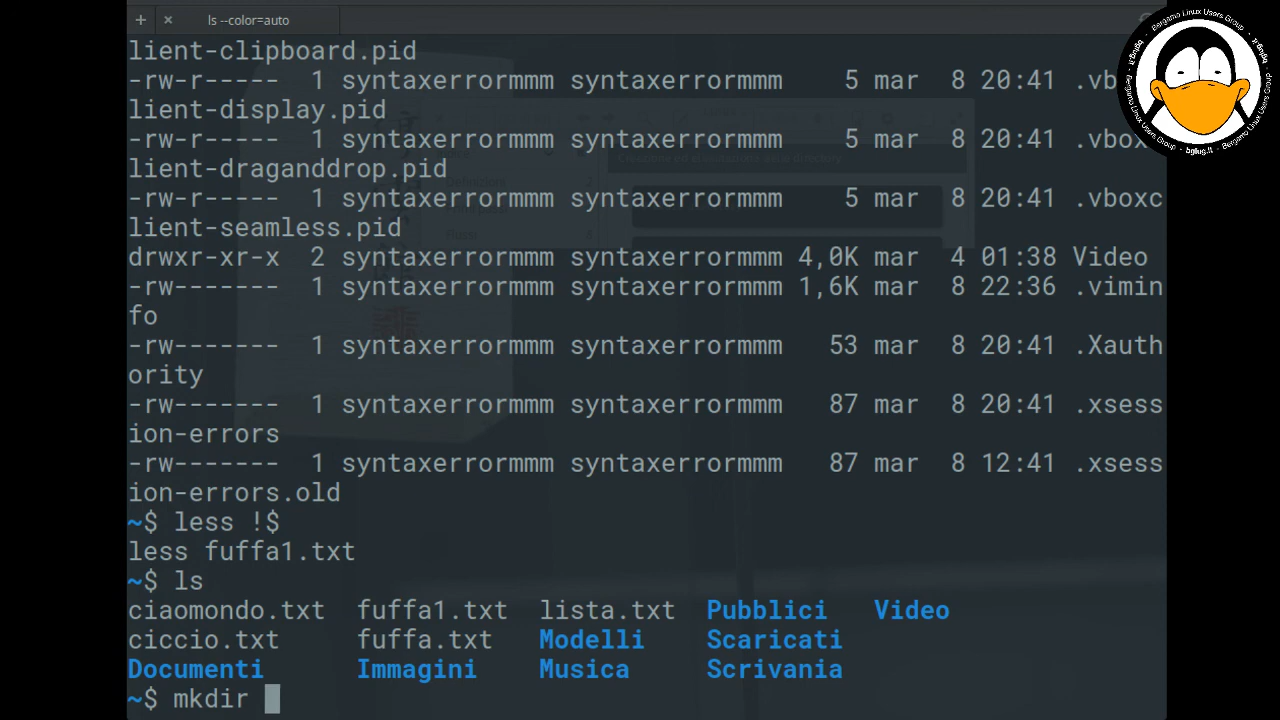 + × ls --color=auto
lient-clipboard.pid
-rw-r----- 1 syntaxerrormmm syntaxerrormmm 5 mar 8 20:41 .vb
lient-display.pid
-rw-r----- 1 syntaxerrormmm syntaxerrormmm 5 mar 8 20:41 .vbox
lient-draganddrop.pid
-rw-r----- 1 syntaxerrormmm syntaxerrormmm 5 mar 8 20:41 .vboxc
lient-seamless.pid
drwxr-xr-x 2 syntaxerrormmm syntaxerrormmm 4,0K mar 4 01:38 Video
-rw------- 1 syntaxerrormmm syntaxerrormmm 1,6K mar 8 22:36 .vimin
fo
-rw------- 1 syntaxerrormmm syntaxerrormmm 53 mar 8 20:41 .Xauth
ority
-rw------- 1 syntaxerrormmm syntaxerrormmm 87 mar 8 20:41 .xsess
ion-errors
-rw------- 1 syntaxerrormmm syntaxerrormmm 87 mar 8 12:41 .xsess
ion-errors.old
~$ less !$
less fuffa1.txt
~$ ls
ciaomondo.txt fuffa1.txt lista.txt Pubblici Video
ciccio.txt fuffa.txt Modelli Scaricati
Documenti Immagini Musica Scrivania
~$ mkdir
Bergamo Linux Users Group
bglug.it